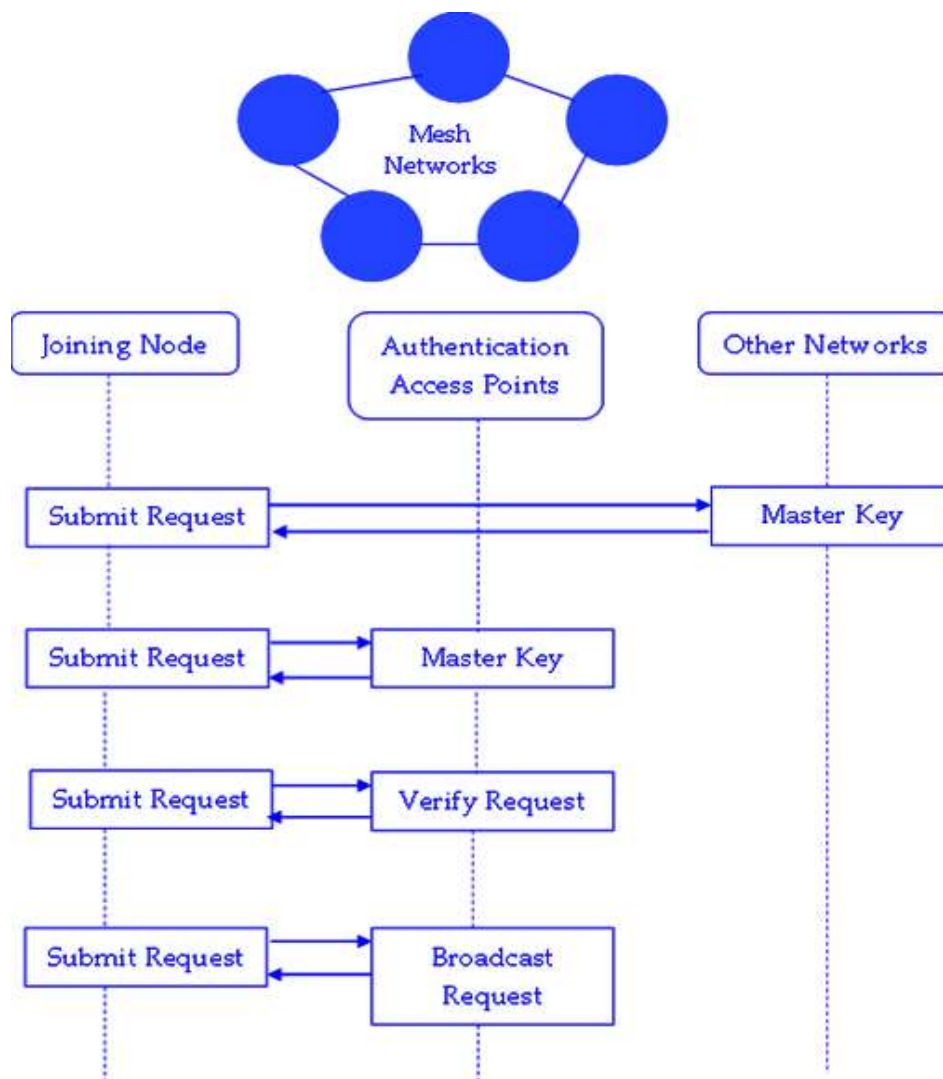 Mesh
Networks
Joining Node
Authentication
Access Points
Other Networks
Submit Request
Master Key
Submit Request
Master Key
Submit Request
Verify Request
Submit Request
Broadcast
Request